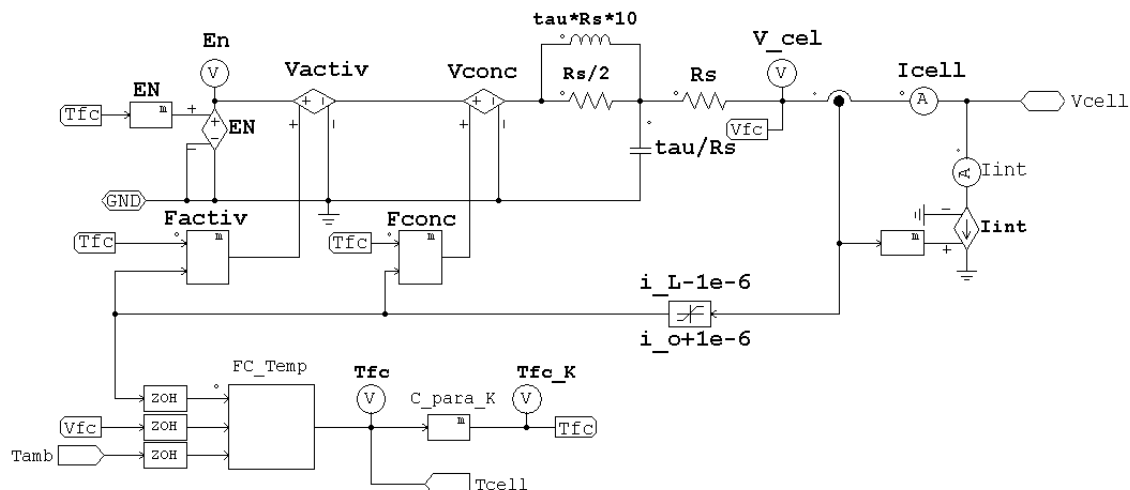 tau*Rs*10
En
V_cel
V
V
Vactiv
Vconc
Rs/2
Rs
Icell
EN
Tfc
m
EN
A
Vcell
Vfc
tau/Rs
A
Iint
GND
Factiv
Fconc
Tfc
m
Tfc
m
m
Iint
i_L-1e-6
i_o+1e-6
FC_Temp
Tfc
Tfc_K
V
C_para_K
V
ZOH
Vfc
ZOH
m
Tfc
Tamb
ZOH
Tcell